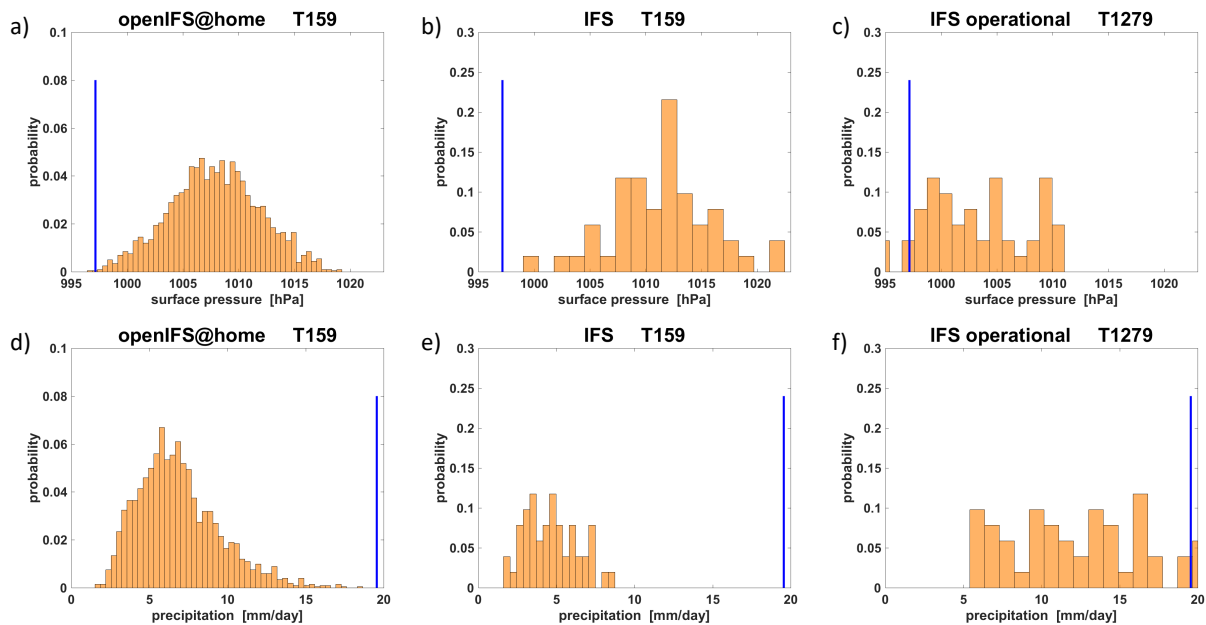 a)
openIFS@home T159
0.1
0.08
0.06
0.04
0.02
0
probability
995 1000 1005 1010 1015 1020
surface pressure [hPa]
b)
IFS T159
0.3
0.25
0.2
0.15
0.1
0.05
0
probability
995 1000 1005 1010 1015 1020
surface pressure [hPa]
c)
IFS operational T1279
0.3
0.25
0.2
0.15
0.1
0.05
0
probability
995 1000 1005 1010 1015 1020
surface pressure [hPa]
d)
openIFS@home T159
0.1
0.08
0.06
0.04
0.02
0
probability
0 5 10 15 20
precipitation [mm/day]
e)
IFS T159
0.3
0.25
0.2
0.15
0.1
0.05
0
probability
0 5 10 15 20
precipitation [mm/day]
f)
IFS operational T1279
0.3
0.25
0.2
0.15
0.1
0.05
0
probability
0 5 10 15 20
precipitation [mm/day]